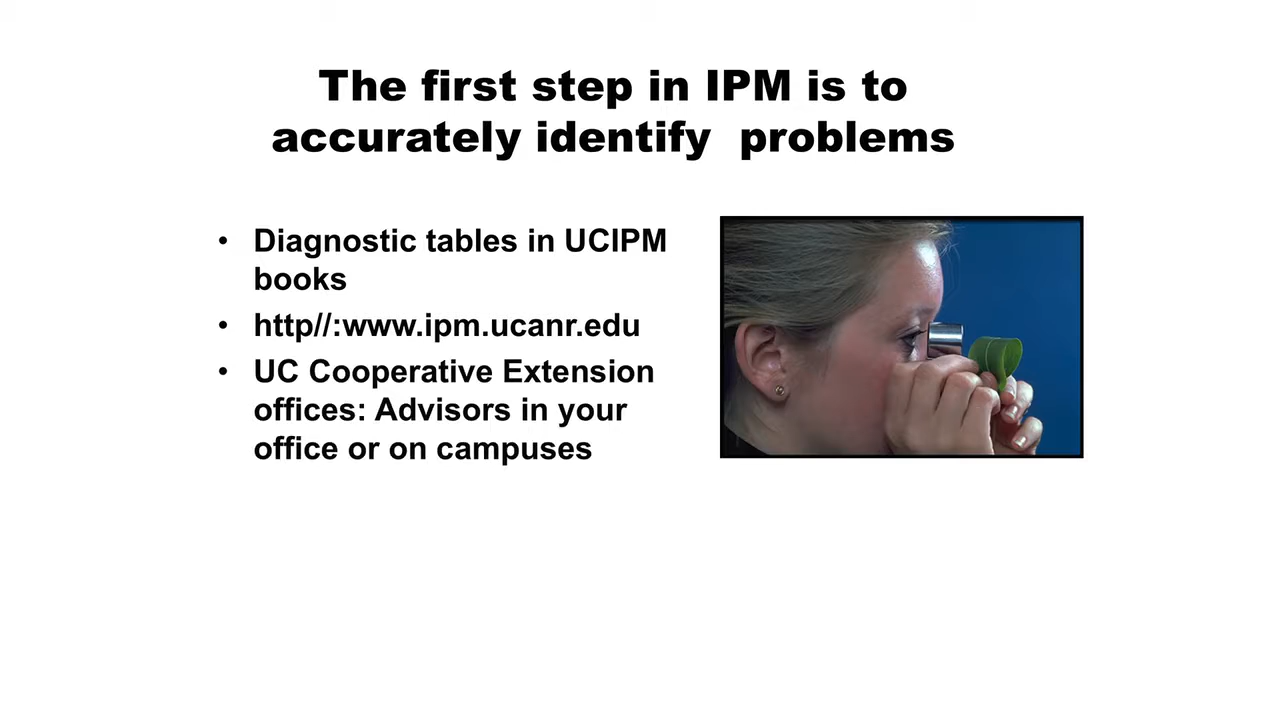 The first step in IPM is to
accurately identify  problems
• Diagnostic tables in UCIPM
books
• http//:www.ipm.ucanr.edu
• UC Cooperative Extension
offices: Advisors in your
office or on campuses